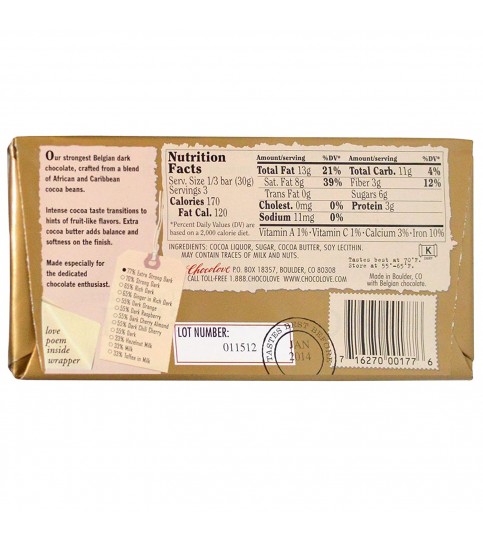 Our strongest Belgian dark
chocolate, crafted from a blend
of African and Caribbean
cocoa beans.
Intense cocoa taste transitions to
hints of fruit-like flavors. Extra
cocoa butter adds balance and
softness on the finish.
Made especially for
the dedicated
chocolate enthusiast.
love
poem
inside
wrapper
77% Extra Strong Dark
70% Strong Dark
65% Rich Dark
65% Ginger in Rich Dark
55% Dark Orange
55% Dark Raspberry
55% Dark Cherry Almond
55% Dark Chili Cherry
55% Dark
33% Hazelnut Milk
33% Milk
33% Toffee in Milk
Nutrition
Facts
Serv. Size 1/3 bar (30g)
Servings 3
Calories 170
Fat Cal. 120
*Percent Daily Values (DV) are
based on a 2,000 calorie diet.
Amount/serving %DV* Amount/serving %DV*
Total Fat 13g 21% Total Carb. 11g 4%
Sat. Fat 8g 39% Fiber 3g 12%
Trans Fat 0g Sugars 6g
Cholest. 0mg 0% Protein 3g
Sodium 11mg 0%
Vitamin A 1% · Vitamin C 1% · Calcium 3% · Iron 10%
INGREDIENTS: COCOA LIQUOR, SUGAR, COCOA BUTTER, SOY LECITHIN.
MAY CONTAIN TRACES OF MILK AND NUTS.
K
Chocolove P.O. BOX 18357, BOULDER, CO 80308
CALL TOLL-FREE 1.888.CHOCOLOVE WWW.CHOCOLOVE.COM
Tastes best at 70°F.
Store at 55°-65°F.
Made in Boulder, CO
with Belgian chocolate.
LOT NUMBER:
011512
TASTES BEST BEFORE
JAN
2014
7 16270 00177 6